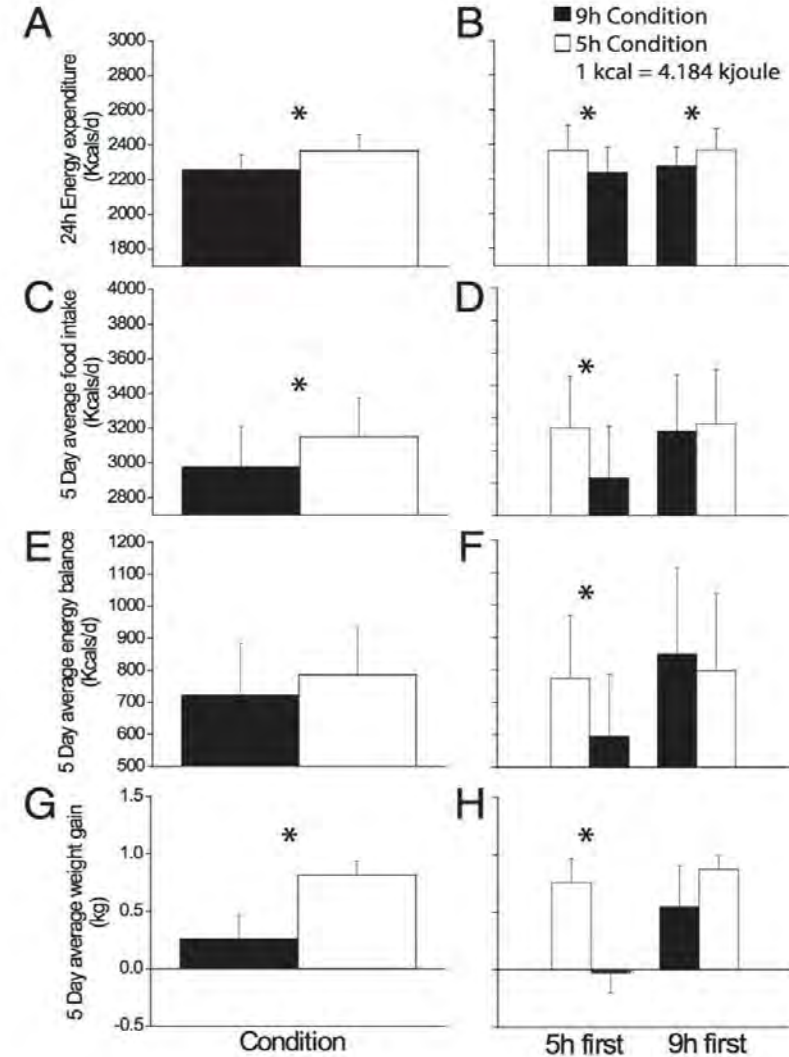 A
B
9h Condition
5h Condition
1 kcal = 4.184 kjoule
24h Energy expenditure
(Kcals/d)
3000
2800
2600
2400
2200
2000
1800
*
*
*
C
D
5 Day average food intake
(Kcals/d)
4000
3800
3600
3400
3200
3000
2800
*
*
E
F
5 Day average energy balance
(Kcals/d)
1200
1100
1000
900
800
700
600
500
*
G
H
5 Day average weight gain
(kg)
1.5
1.0
0.5
0.0
-0.5
*
*
Condition
5h first
9h first